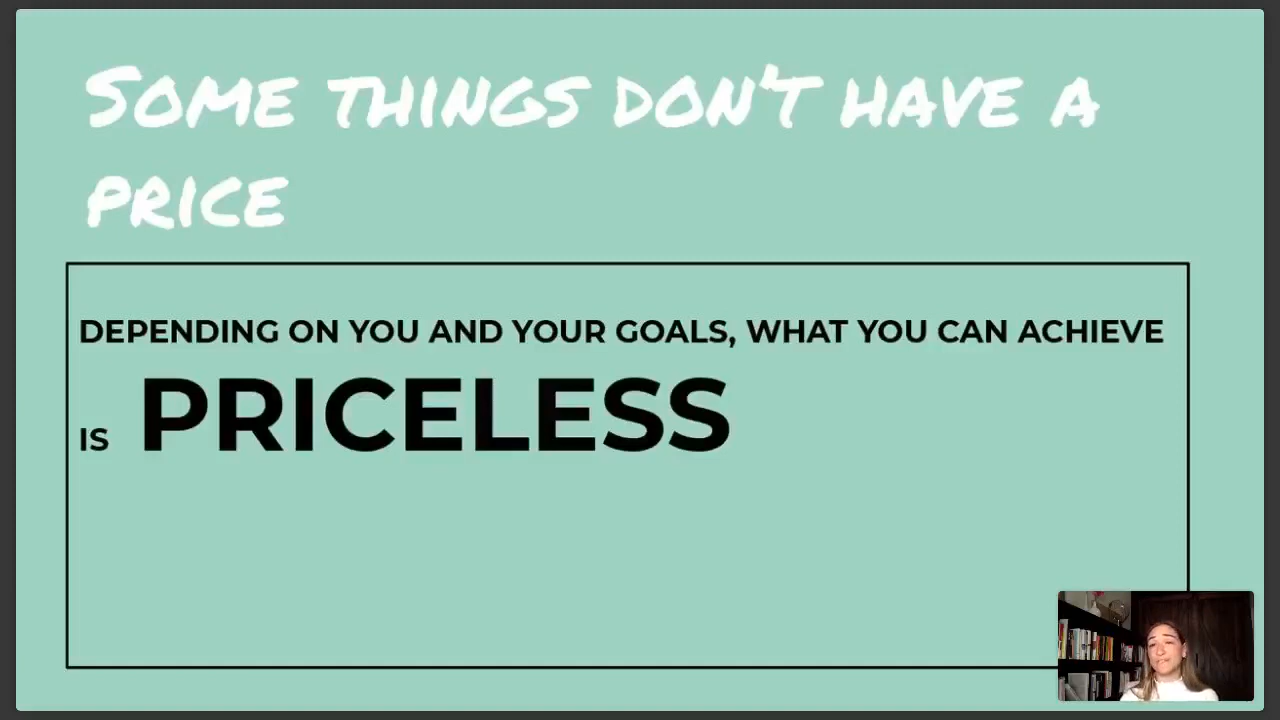 Some things don't have a
price
DEPENDING ON YOU AND YOUR GOALS, WHAT YOU CAN ACHIEVE
IS PRICELESS